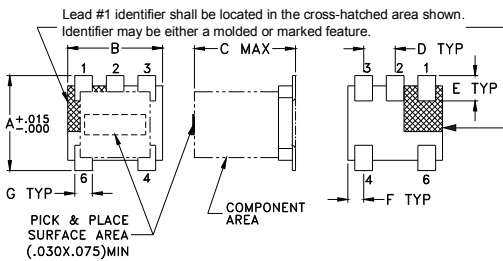 Lead #1 identifier shall be located in the cross-hatched area shown.
Identifier may be either a molded or marked feature.
B
C MAX
D TYP
1 2 3
3 2 1
E TYP
A+.015
-.000
6 4
4 6
G TYP
F TYP
PICK & PLACE
SURFACE AREA
(.030X.075)MIN
COMPONENT
AREA